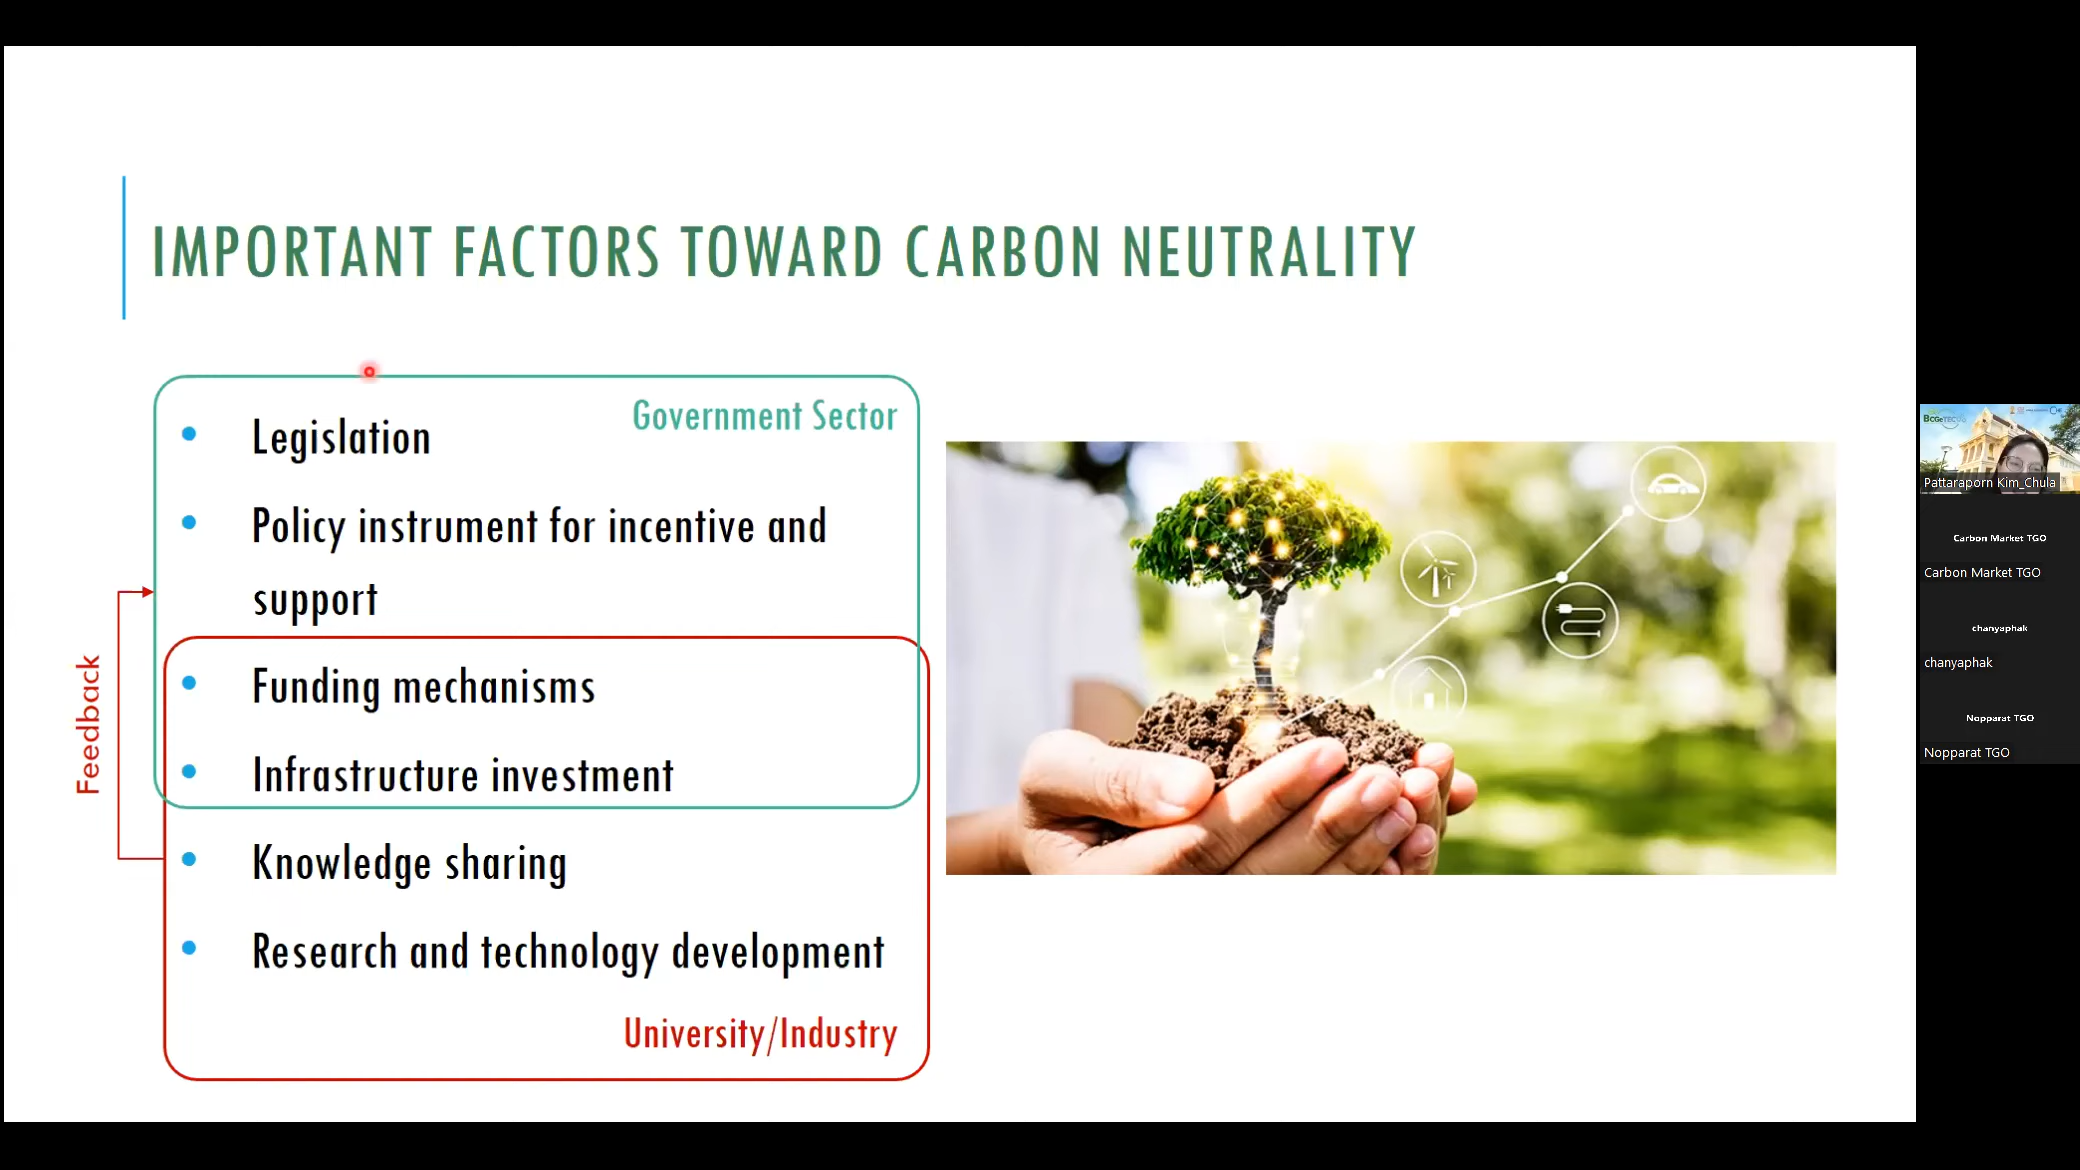 IMPORTANT FACTORS TOWARD CARBON NEUTRALITY
Government Sector
Legislation
Policy instrument for incentive and
support
Funding mechanisms
Infrastructure investment
Knowledge sharing
Research and technology development
University/Industry
Feedback
Pattaraporn Kim_Chula
Carbon Market TGO
Carbon Market TGO
chanyaphak
chanyaphak
Nopparat TGO
Nopparat TGO